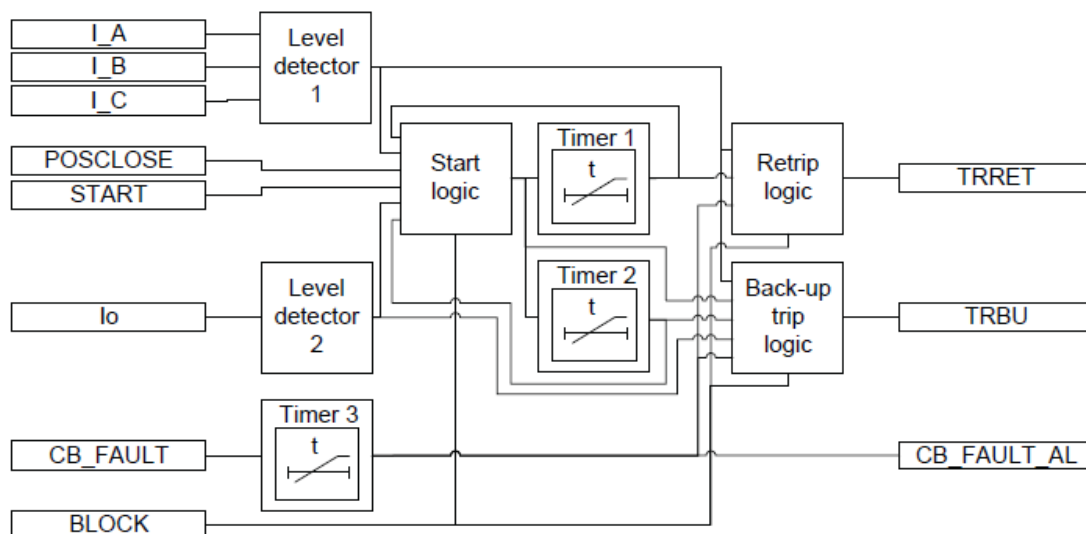 I_A
I_B
I_C
Level
detector
1
POSCLOSE
START
Start
logic
Timer 1
t
Retrip
logic
TRRET
Io
Level
detector
2
Timer 2
t
Back-up
trip
logic
TRBU
CB_FAULT
Timer 3
t
CB_FAULT_AL
BLOCK